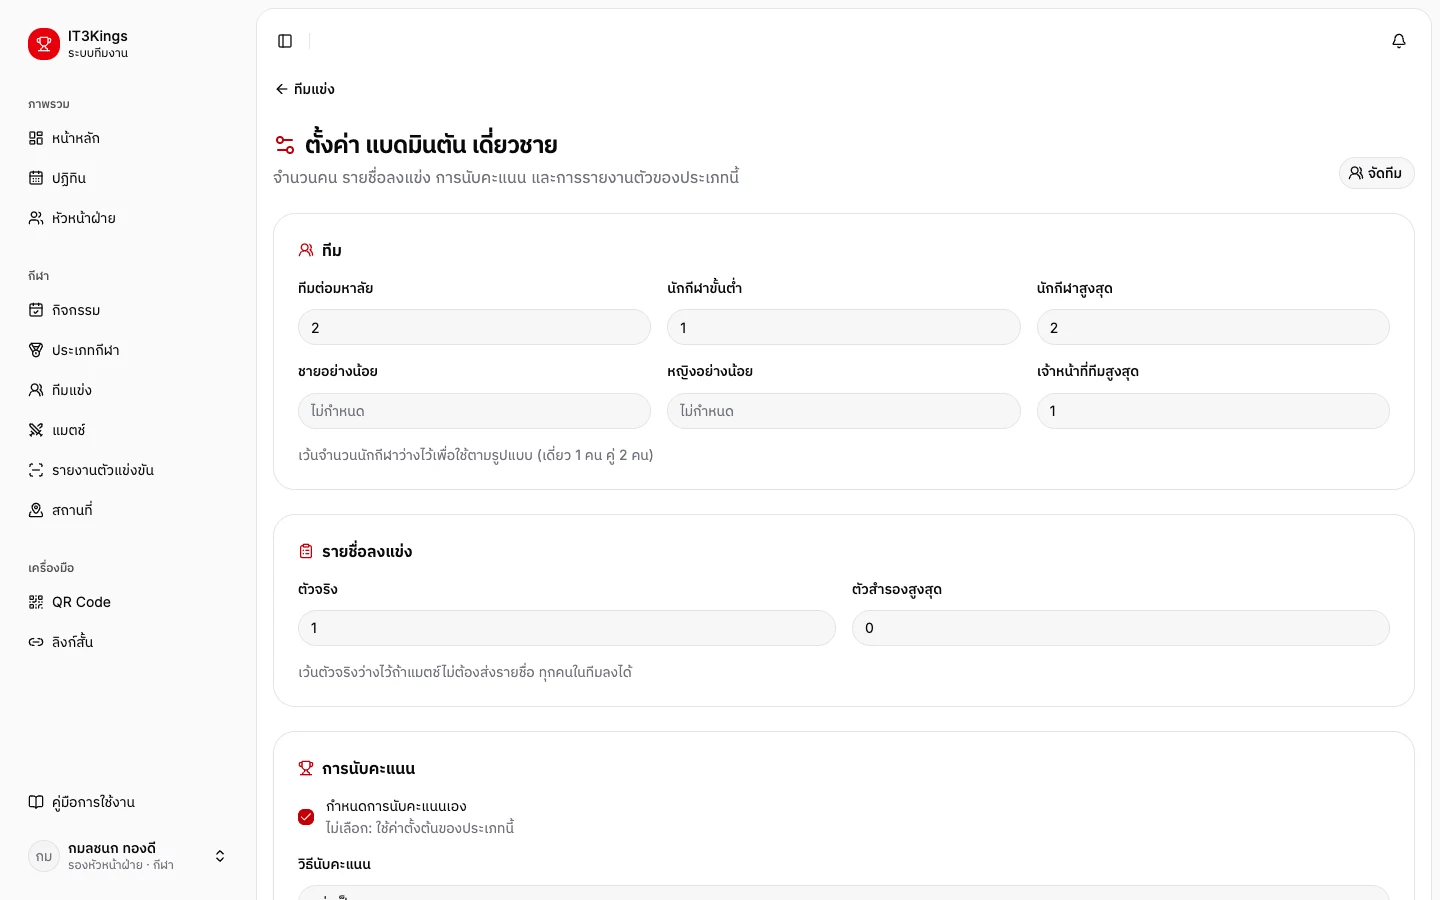 IT3Kings
ระบบทีมงาน
ภาพรวม
หน้าหลัก
ปฏิทิน
หัวหน้าฝ่าย
กีฬา
กิจกรรม
ประเภทกีฬา
ทีมแข่ง
แมตช์
รายงานตัวแข่งขัน
สถานที่
เครื่องมือ
QR Code
ลิงก์สั้น
คู่มือการใช้งาน
กม
กมลชนก ทองดี
รองหัวหน้าฝ่าย · กีฬา
ทีมแข่ง
ตั้งค่า แบดมินตัน เดี่ยวชาย
จำนวนคน รายชื่อลงแข่ง การนับคะแนน และการรายงานตัวของประเภทนี้
จัดทีม
ทีม
ทีมต่อมหาลัย
นักกีฬาขั้นต่ำ
นักกีฬาสูงสุด
2
1
2
ชายอย่างน้อย
หญิงอย่างน้อย
เจ้าหน้าที่ทีมสูงสุด
ไม่กำหนด
ไม่กำหนด
1
เว้นจำนวนนักกีฬาว่างไว้เพื่อใช้ตามรูปแบบ (เดี่ยว 1 คน คู่ 2 คน)
รายชื่อลงแข่ง
ตัวจริง
ตัวสำรองสูงสุด
1
0
เว้นตัวจริงว่างไว้ถ้าแมตช์ไม่ต้องส่งรายชื่อ ทุกคนในทีมลงได้
การนับคะแนน
กำหนดการนับคะแนนเอง
ไม่เลือก: ใช้ค่าตั้งต้นของประเภทนี้
วิธีนับคะแนน